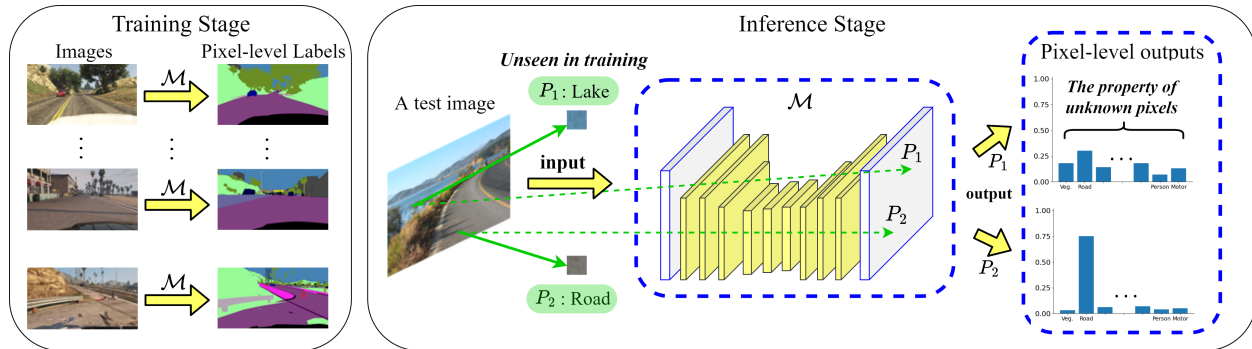 Training Stage
Images
Pixel-level Labels
M
M
M
Inference Stage
Unseen in training
P1 : Lake
A test image
input
P2 : Road
M
P1
P2
P1
output
P2
Pixel-level outputs
The property of
unknown pixels
1.00
0.75
0.50
0.25
0.00
Veg. Road Person Motor
1.00
0.75
0.50
0.25
0.00
Veg. Road Person Motor